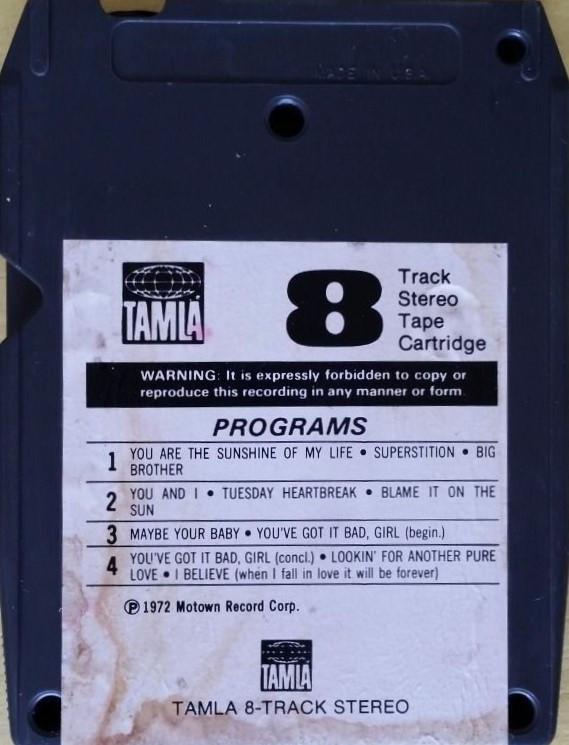 MADE IN U.S.A.
TAMLA
8
Track
Stereo
Tape
Cartridge
WARNING: It is expressly forbidden to copy or
reproduce this recording in any manner or form
PROGRAMS
1 YOU ARE THE SUNSHINE OF MY LIFE • SUPERSTITION • BIG
BROTHER
2 YOU AND I • TUESDAY HEARTBREAK • BLAME IT ON THE
SUN
3 MAYBE YOUR BABY • YOU'VE GOT IT BAD, GIRL (begin.)
4 YOU'VE GOT IT BAD, GIRL (concl.) • LOOKIN' FOR ANOTHER PURE
LOVE • I BELIEVE (when I fall in love it will be forever)
℗ 1972 Motown Record Corp.
TAMLA
TAMLA 8-TRACK STEREO